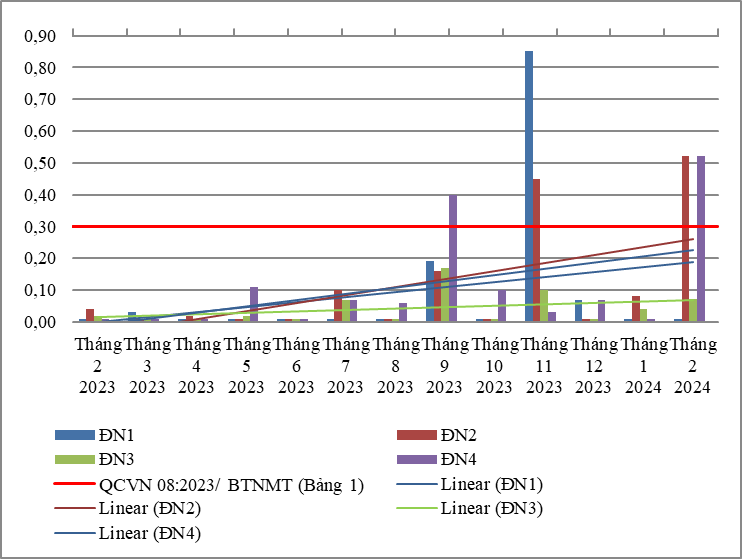 0,90
0,80
0,70
0,60
0,50
0,40
0,30
0,20
0,10
0,00
Tháng Tháng Tháng Tháng Tháng Tháng Tháng Tháng Tháng Tháng Tháng Tháng Tháng
2 3 4 5 6 7 8 9 10 11 12 1 2
2023 2023 2023 2023 2023 2023 2023 2023 2023 2023 2023 2024 2024
ĐN1 ĐN2
ĐN3 ĐN4
QCVN 08:2023/ BTNMT (Bảng 1) Linear (ĐN1)
Linear (ĐN2) Linear (ĐN3)
Linear (ĐN4)